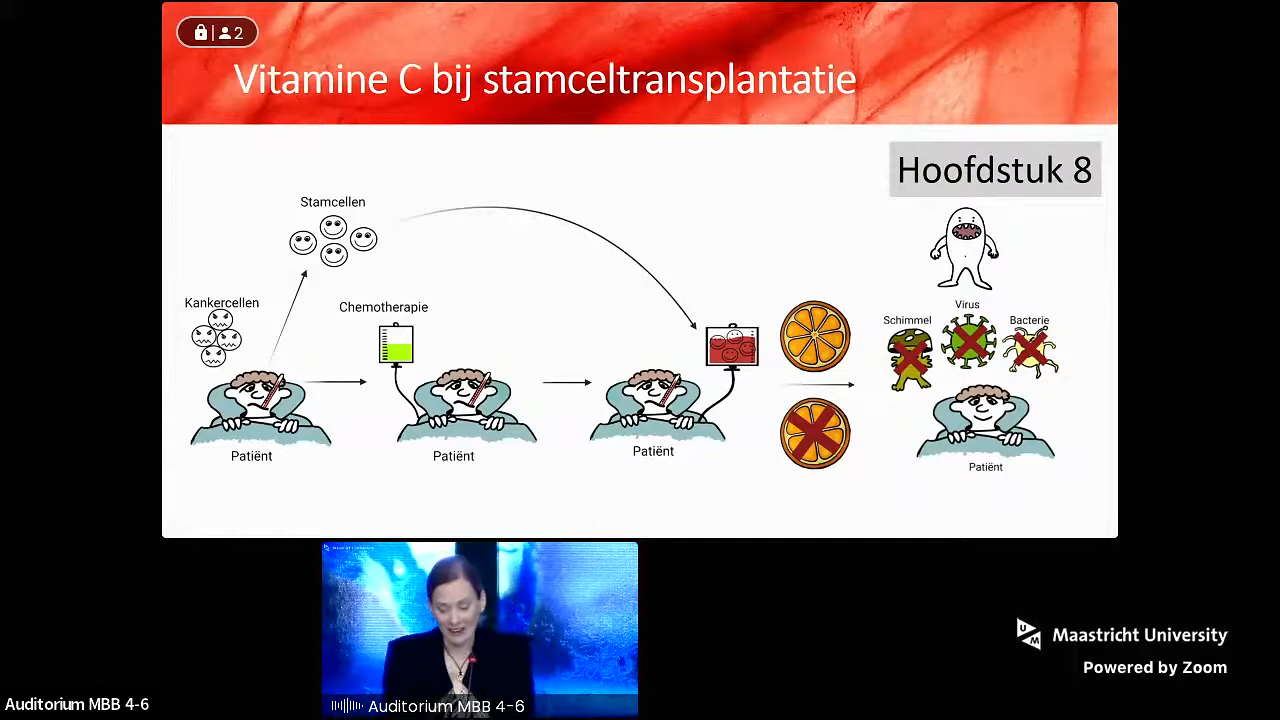 2
Vitamine C bij stamceltransplantatie
Hoofdstuk 8
Stamcellen
Kankercellen
Chemotherapie
Virus
Schimmel
Bacterie
Patiënt
Patiënt
Patiënt
Patiënt
UM
Maastricht University
Powered by Zoom
Auditorium MBB 4-6
Auditorium MBB 4-6